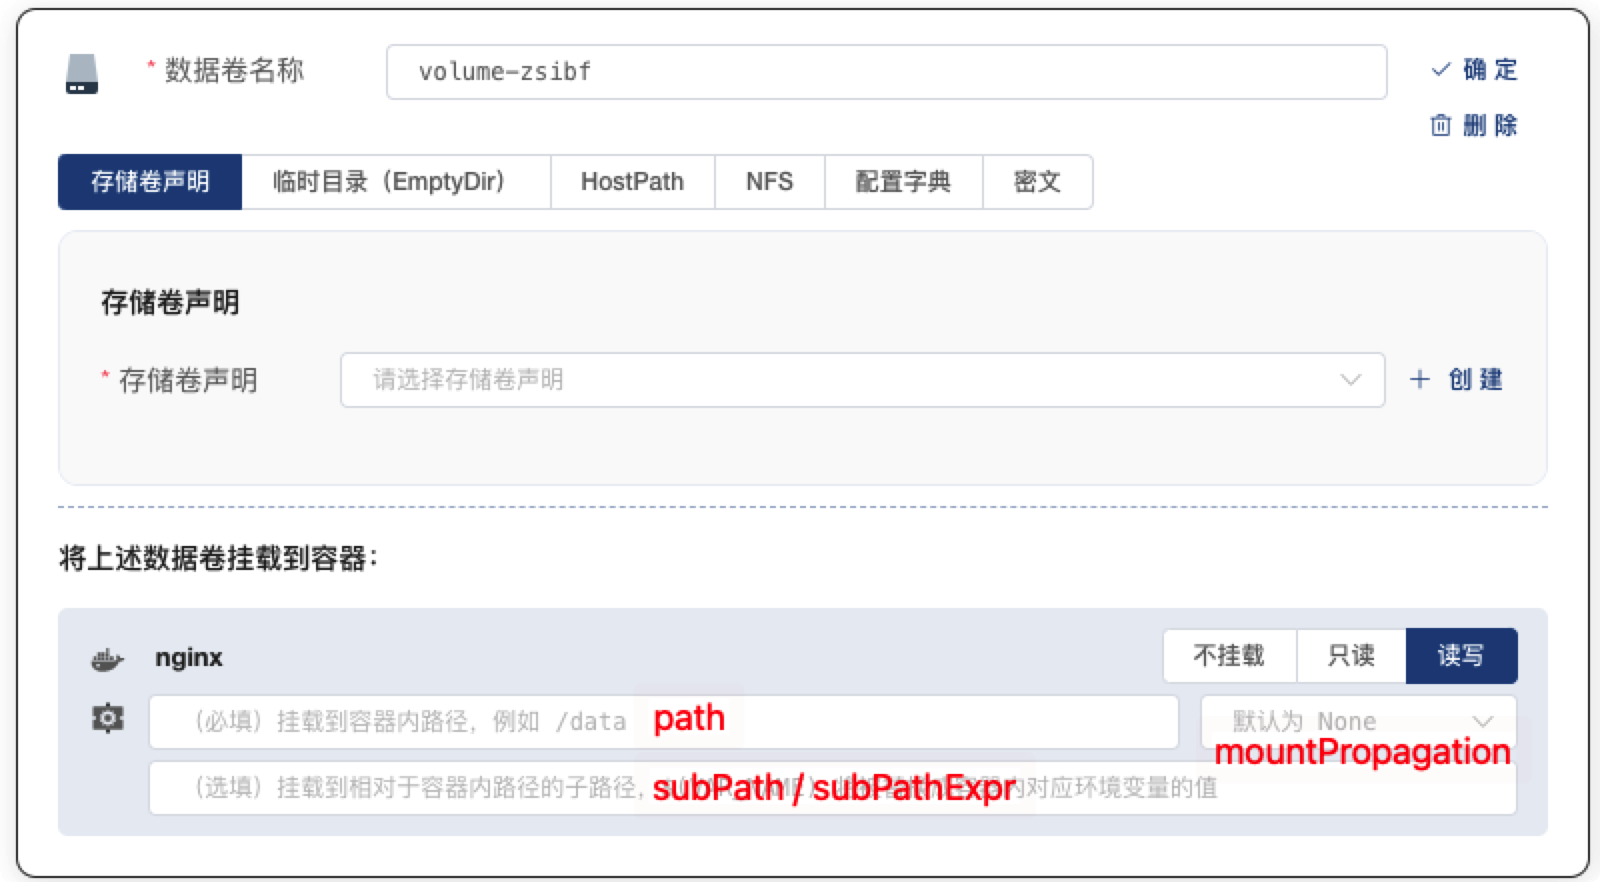 * 数据卷名称 volume-zsibf 确 定
删 除
存储卷声明 临时目录（EmptyDir） HostPath NFS 配置字典 密文
存储卷声明
* 存储卷声明 请选择存储卷声明 + 创 建
将上述数据卷挂载到容器：
nginx 不挂载 只读 读写
（必填）挂载到容器内路径，例如 /data path 默认为 None
mountPropagation
（选填）挂载到相对于容器内路径的子路径， subPath / subPathExpr 内对应环境变量的值